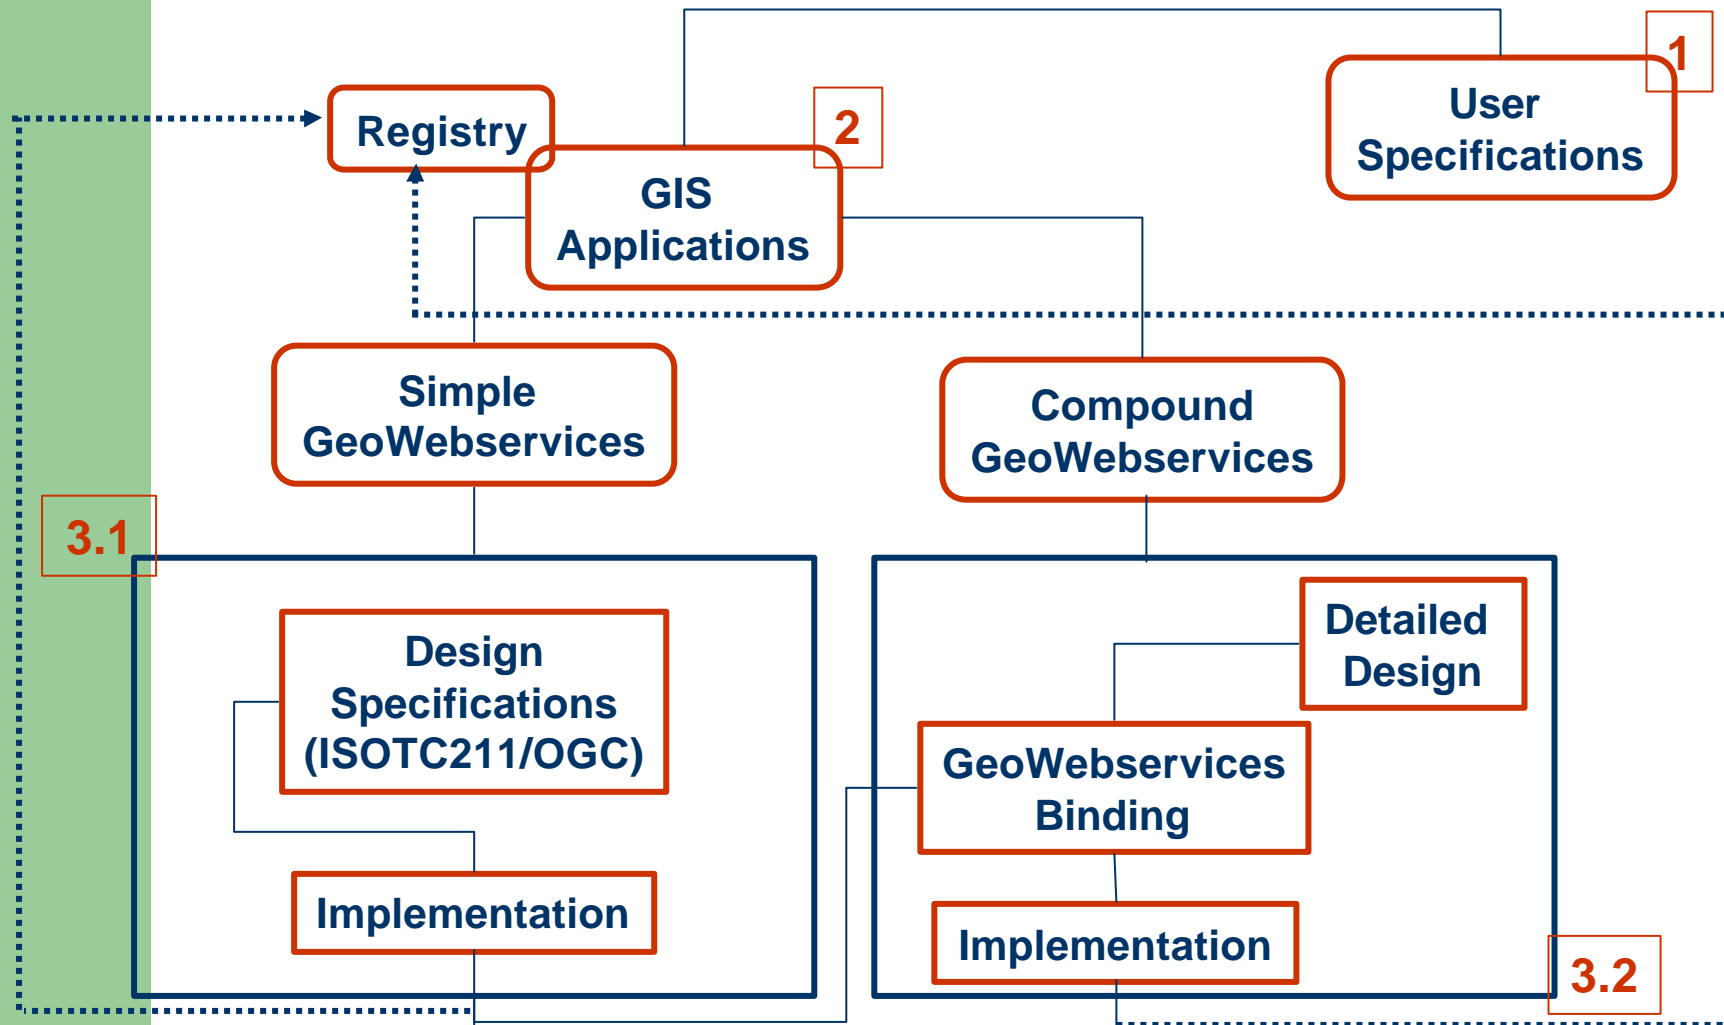 1
User
Specifications
Registry
2
GIS
Applications
Simple
GeoWebservices
Compound
GeoWebservices
3.1
Design
Specifications
(ISOTC211/OGC)
Implementation
Detailed
Design
GeoWebservices
Binding
Implementation
3.2